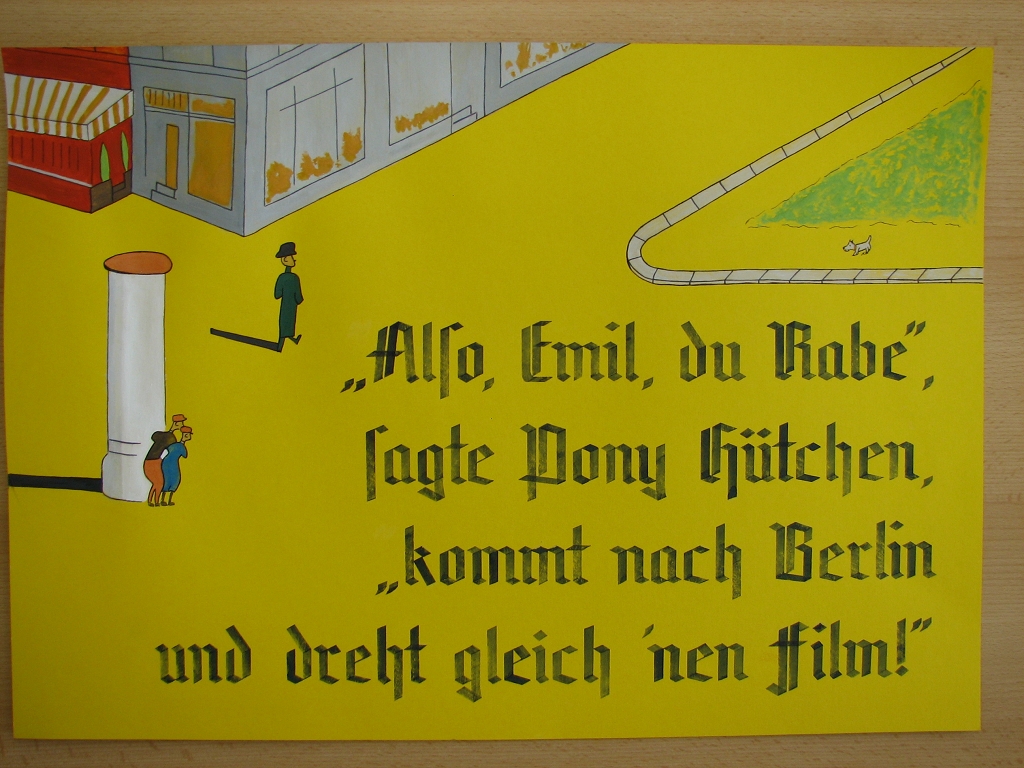 „Alſo, Emil, du Rabe“,
ſagte Pony Hütchen,
„kommt nach Berlin
und dreht gleich 'nen Film!“